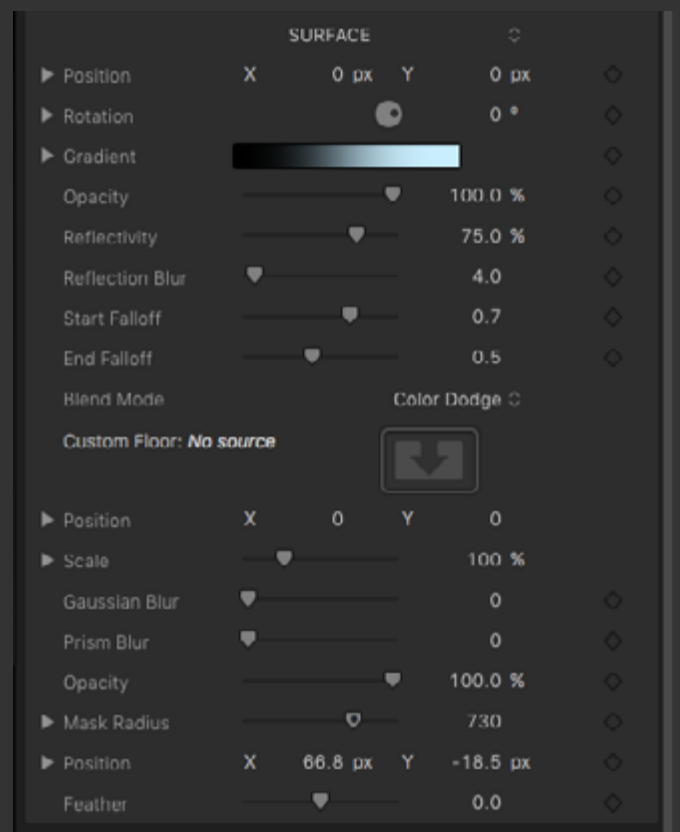 SURFACE
Position X 0 px Y 0 px
Rotation 0 °
Gradient
Opacity 100.0 %
Reflectivity 75.0 %
Reflection Blur 4.0
Start Falloff 0.7
End Falloff 0.5
Blend Mode Color Dodge
Custom Floor: No source
Position X 0 Y 0
Scale 100 %
Gaussian Blur 0
Prism Blur 0
Opacity 100.0 %
Mask Radius 730
Position X 66.8 px Y -18.5 px
Feather 0.0